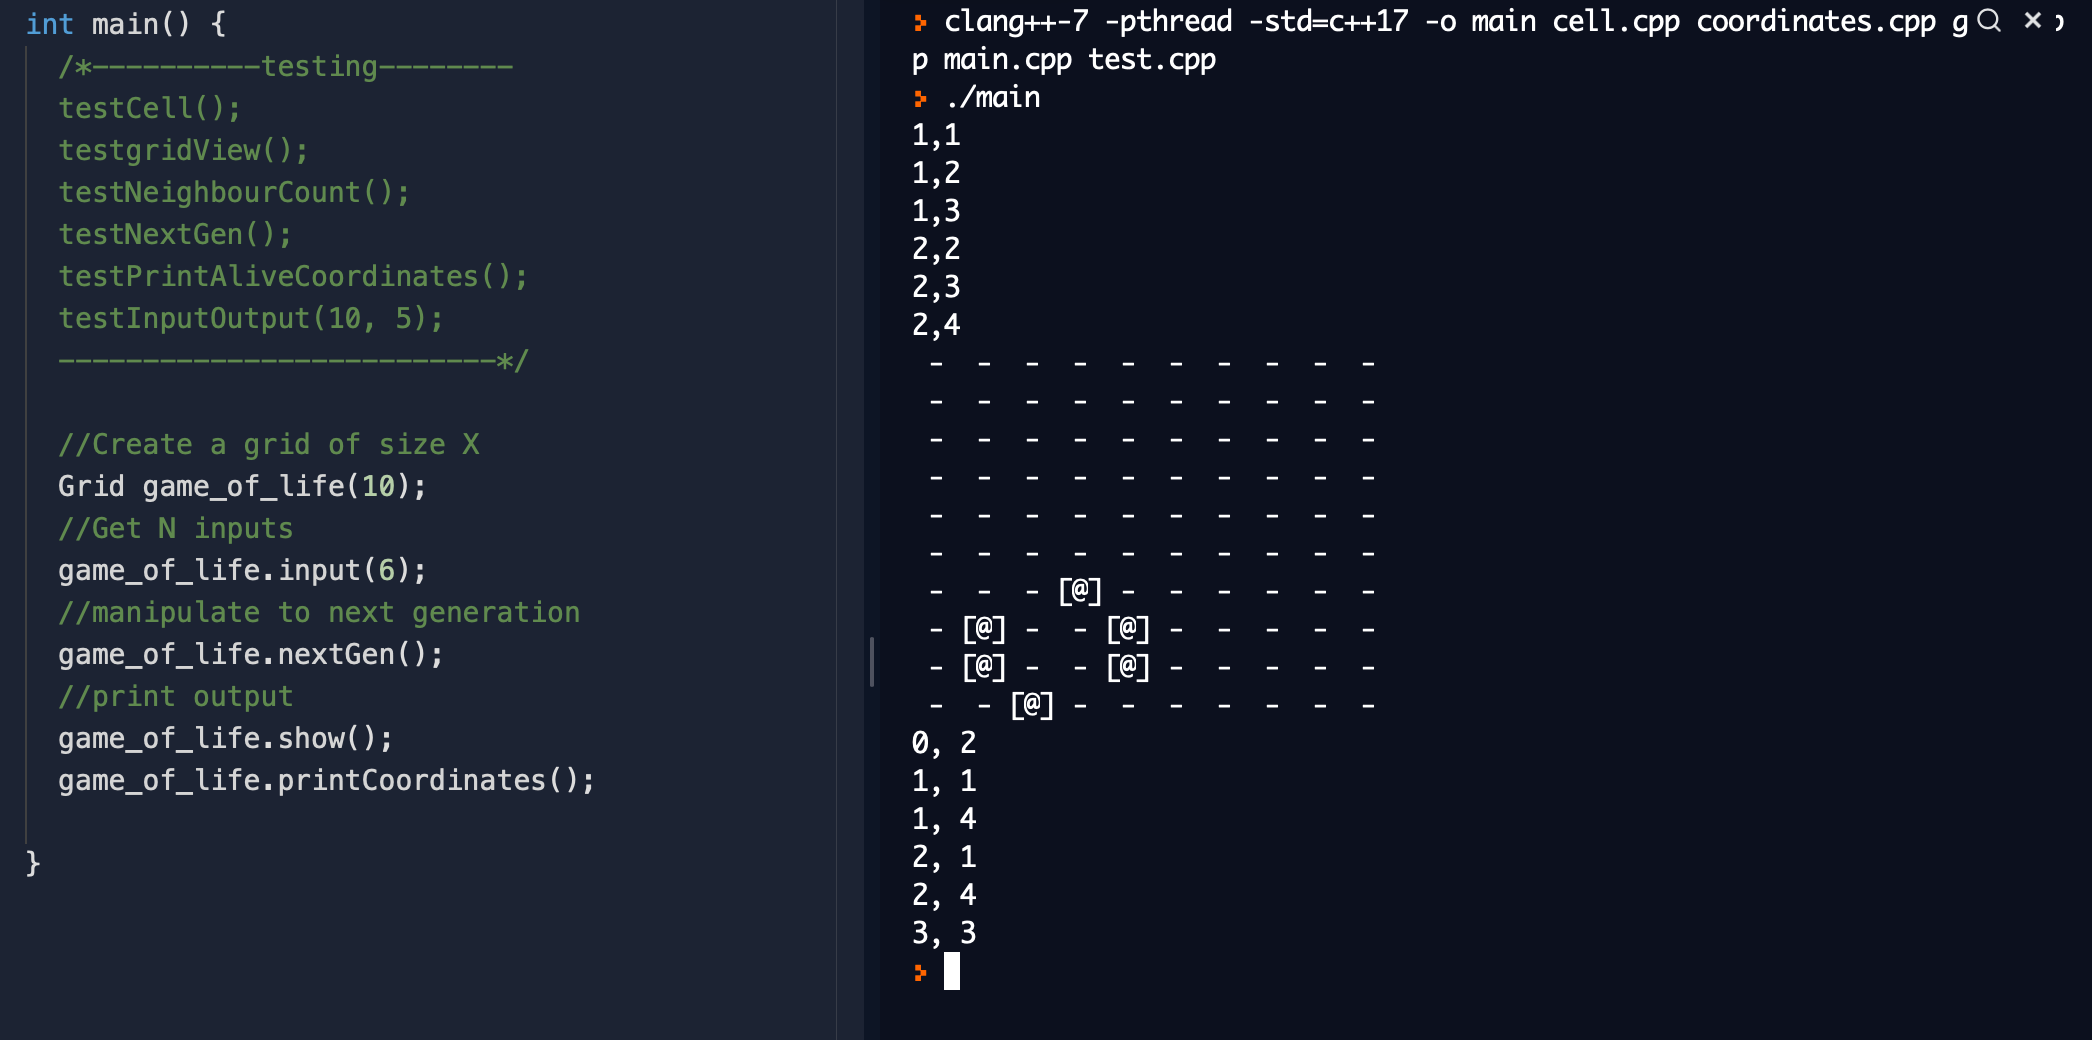 int main() {
/*----------testing--------
testCell();
testgridView();
testNeighbourCount();
testNextGen();
testPrintAliveCoordinates();
testInputOutput(10, 5);
--------------------------*/
//Create a grid of size X
Grid game_of_life(10);
//Get N inputs
game_of_life.input(6);
//manipulate to next generation
game_of_life.nextGen();
//print output
game_of_life.show();
game_of_life.printCoordinates();
}
clang++-7 -pthread -std=c++17 -o main cell.cpp coordinates.cpp g
p main.cpp test.cpp
./main
1,1
1,2
1,3
2,2
2,3
2,4
 -  -  -  -  -  -  -  -  -  -
 -  -  -  -  -  -  -  -  -  -
 -  -  -  -  -  -  -  -  -  -
 -  -  -  -  -  -  -  -  -  -
 -  -  -  -  -  -  -  -  -  -
 -  -  -  -  -  -  -  -  -  -
 -  -  - [@] -  -  -  -  -  -
 - [@] -  - [@] -  -  -  -  -
 - [@] -  - [@] -  -  -  -  -
 -  - [@] -  -  -  -  -  -  -
0, 2
1, 1
1, 4
2, 1
2, 4
3, 3